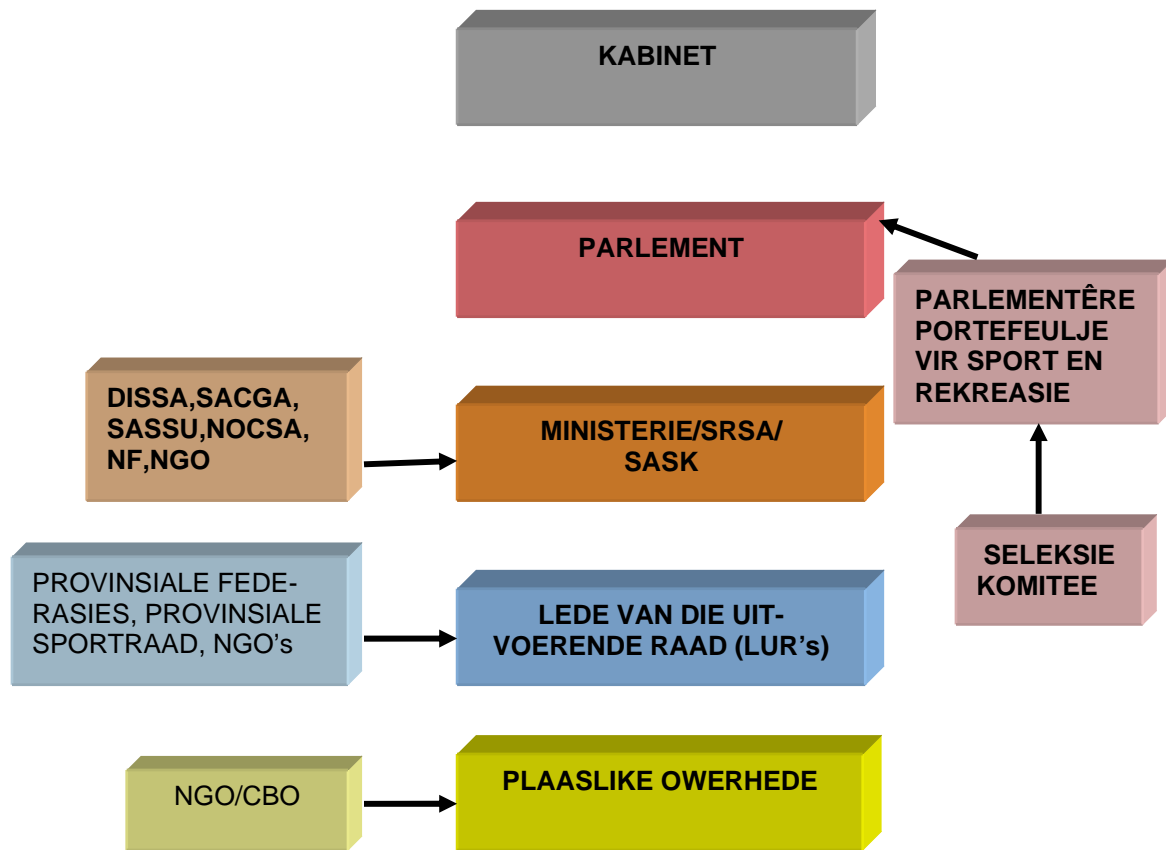 KABINET
PARLEMENT
PARLEMENTÊRE
PORTEFEULJE
VIR SPORT EN
REKREASIE
DISSA,SACGA,
SASSU,NOCSA,
NF,NGO
MINISTERIE/SRSA/
SASK
SELEKSIE
KOMITEE
PROVINSIALE FEDE-
RASIES, PROVINSIALE
SPORTRAAD, NGO’s
LEDE VAN DIE UIT-
VOERENDE RAAD (LUR’s)
NGO/CBO
PLAASLIKE OWERHEDE